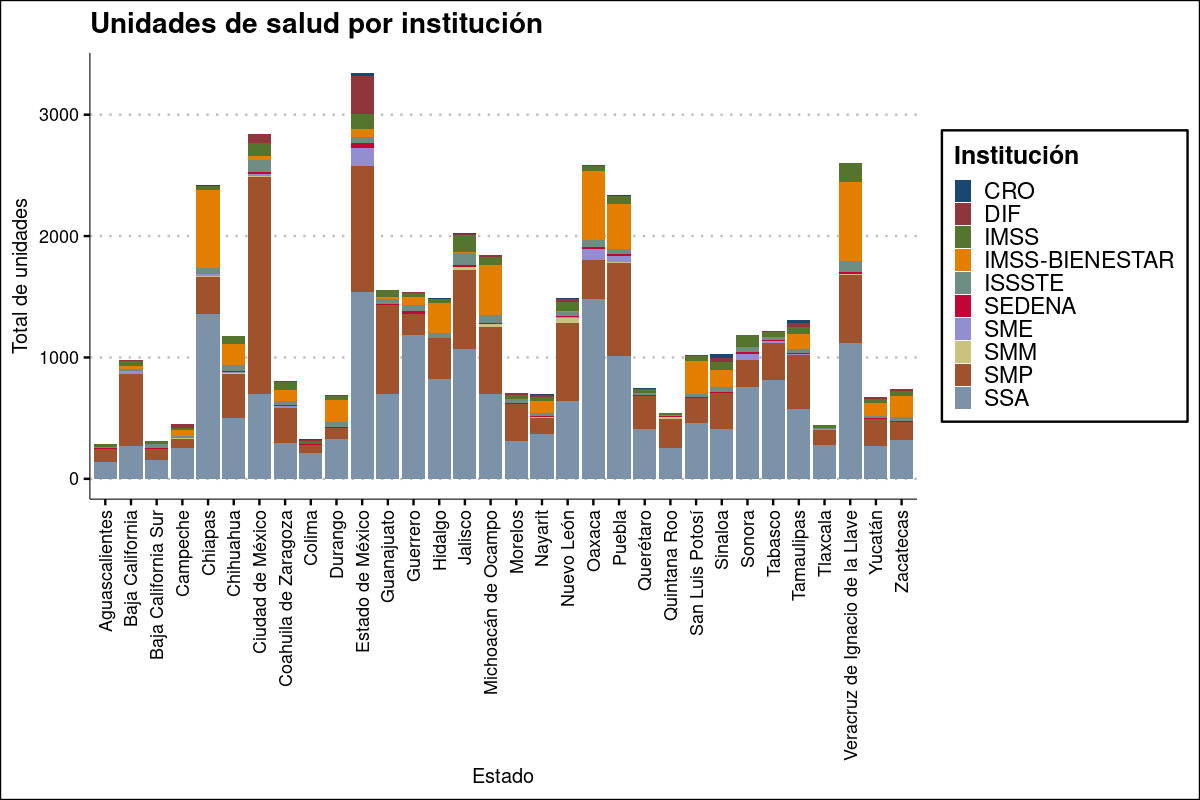 Unidades de salud por institución
Total de unidades
3000
2000
1000
0
Aguascalientes
Baja California
Baja California Sur
Campeche
Chiapas
Chihuahua
Ciudad de México
Coahuila de Zaragoza
Colima
Durango
Estado de México
Guanajuato
Guerrero
Hidalgo
Jalisco
Michoacán de Ocampo
Morelos
Nayarit
Nuevo León
Oaxaca
Puebla
Querétaro
Quintana Roo
San Luis Potosí
Sinaloa
Sonora
Tabasco
Tamaulipas
Tlaxcala
Veracruz de Ignacio de la Llave
Yucatán
Zacatecas
Estado
Institución
CRO
DIF
IMSS
IMSS-BIENESTAR
ISSSTE
SEDENA
SME
SMM
SMP
SSA